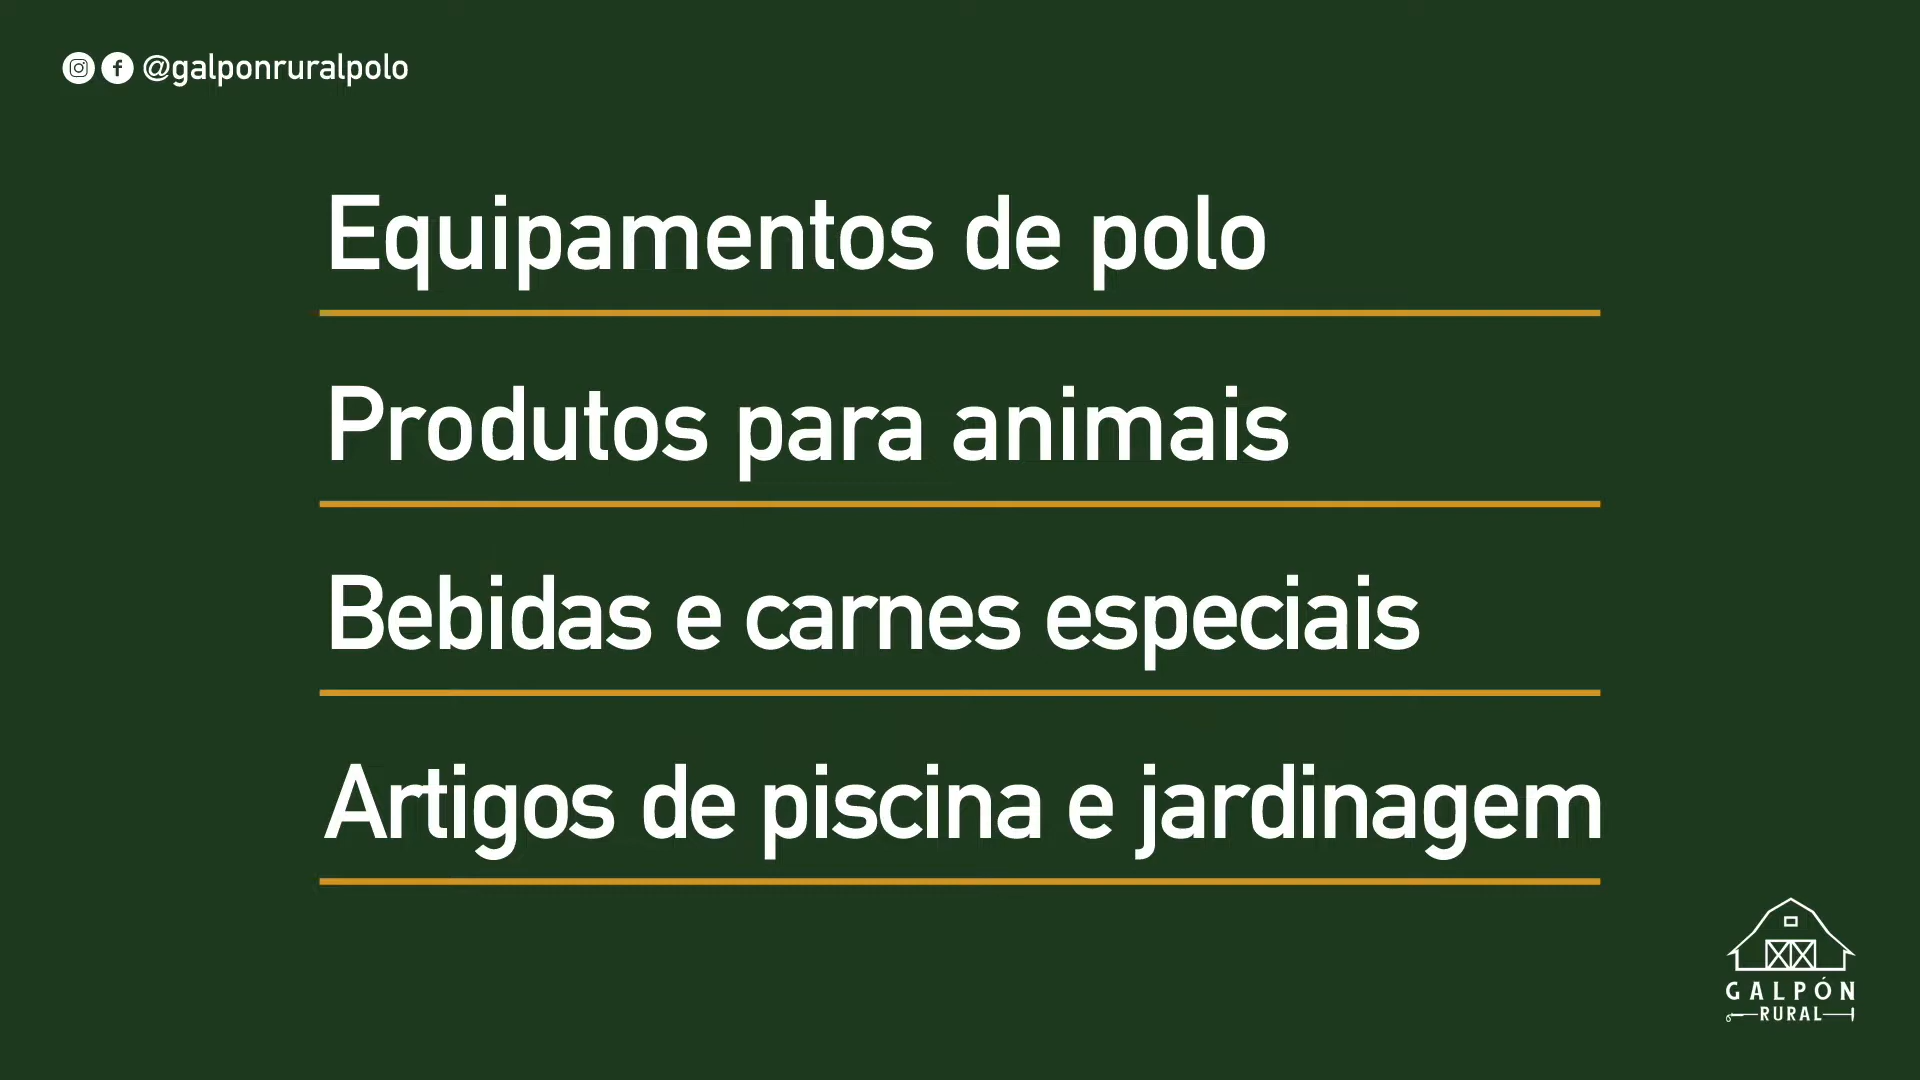 @galponruralpolo
Equipamentos de polo
Produtos para animais
Bebidas e carnes especiais
Artigos de piscina e jardinagem
GALPÓN
RURAL